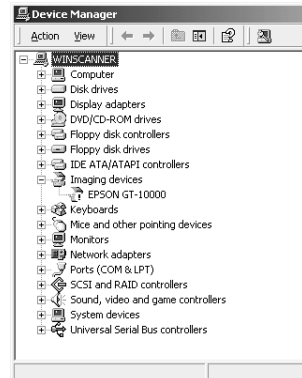 Device Manager
Action View
WINSCANNER
Computer
Disk drives
Display adapters
DVD/CD-ROM drives
Floppy disk controllers
Floppy disk drives
IDE ATA/ATAPI controllers
Imaging devices
EPSON GT-10000
Keyboards
Mice and other pointing devices
Monitors
Network adapters
Ports (COM & LPT)
SCSI and RAID controllers
Sound, video and game controllers
System devices
Universal Serial Bus controllers